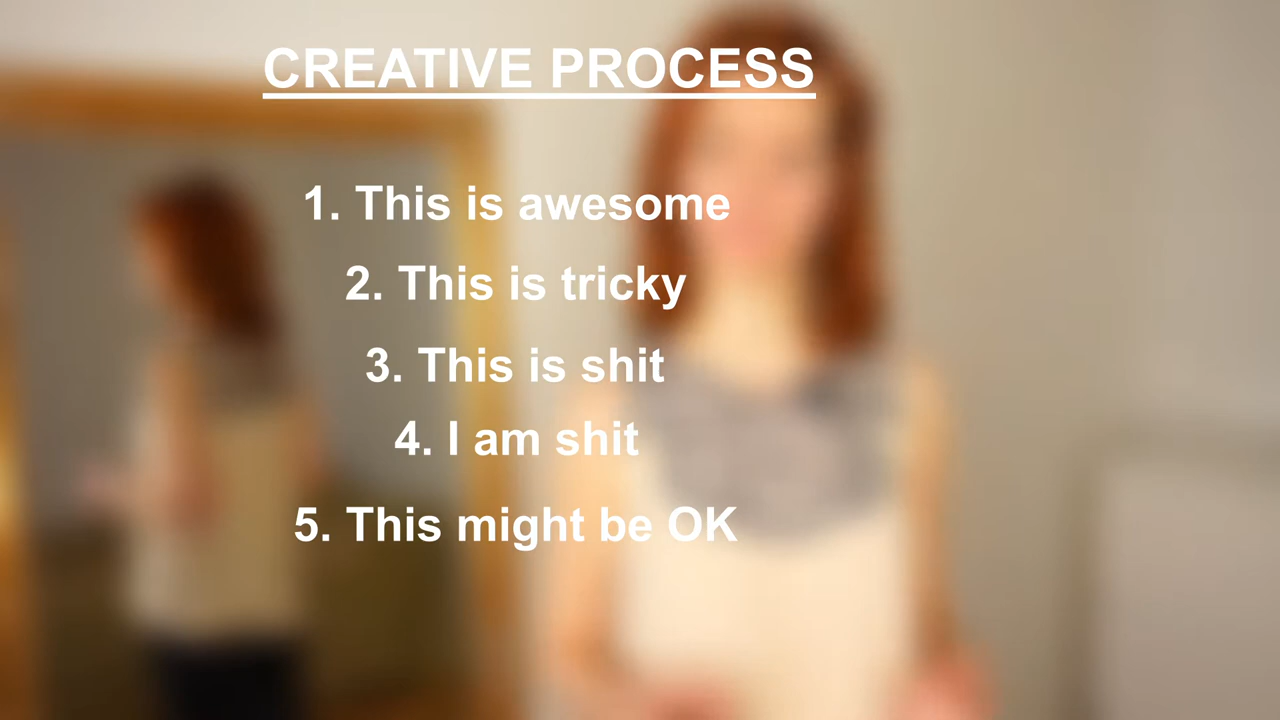 CREATIVE PROCESS
1. This is awesome
2. This is tricky
3. This is shit
4. I am shit
5. This might be OK